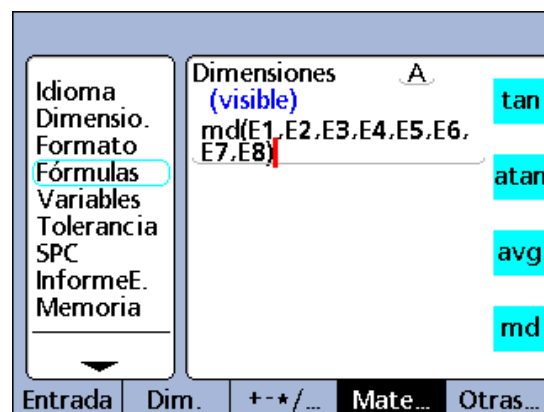 Idioma
Dimensio.
Formato
Fórmulas
Variables
Tolerancia
SPC
InformeE.
Memoria
Dimensiones A
(visible)
md(E1,E2,E3,E4,E5,E6,
E7,E8)
tan
atan
avg
md
Entrada Dim. +-*/... Mate... Otras...